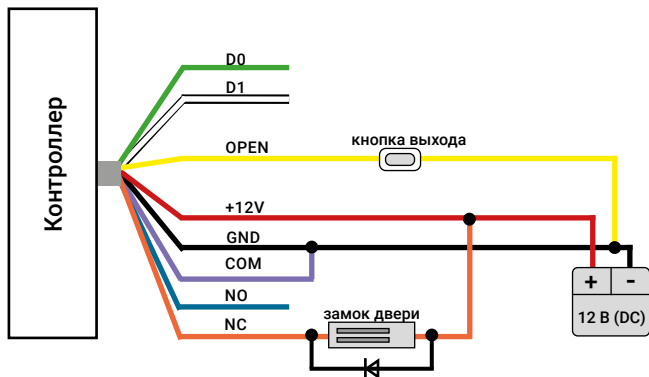 Контроллер
D0
D1
OPEN
кнопка выхода
+12V
GND
COM
NO
NC
замок двери
+ -
12 В (DC)